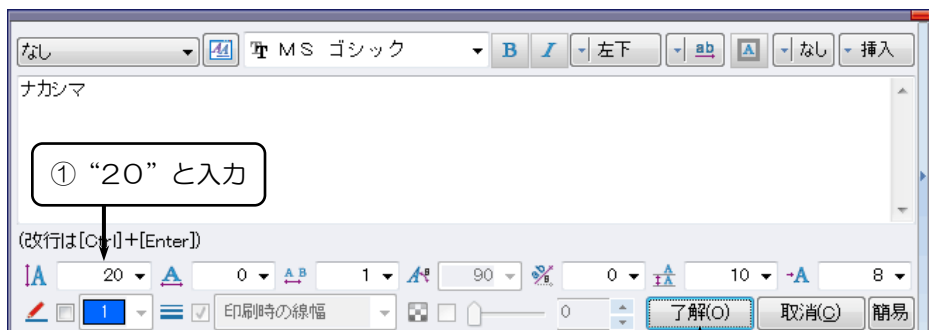 なし MS ゴシック B I 左下 ab A なし 挿入
ナカシマ
① “20” と入力
(改行は[Ctrl]+[Enter])
A 20 A 0 A B 1 A 90 0 A 10 A 8
1 印刷時の線幅 0 了解(O) 取消(C) 簡易